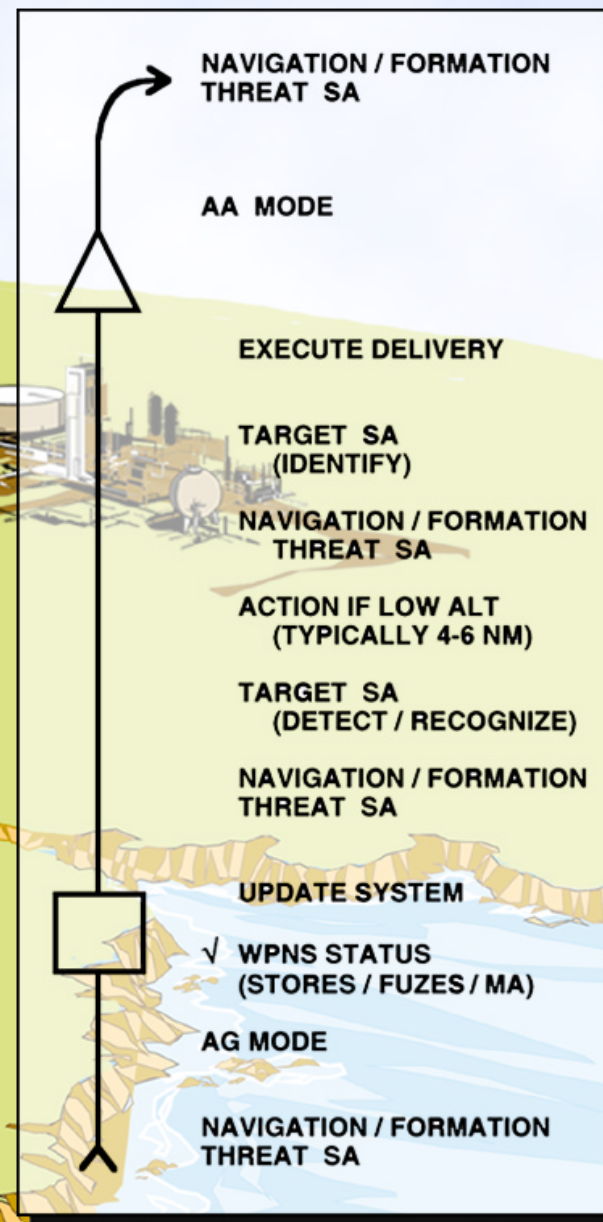 NAVIGATION / FORMATION
THREAT SA
AA MODE
EXECUTE DELIVERY
TARGET SA
(IDENTIFY)
NAVIGATION / FORMATION
THREAT SA
ACTION IF LOW ALT
(TYPICALLY 4-6 NM)
TARGET SA
(DETECT / RECOGNIZE)
NAVIGATION / FORMATION
THREAT SA
UPDATE SYSTEM
√ WPNS STATUS
(STORES / FUZES / MA)
AG MODE
NAVIGATION / FORMATION
THREAT SA